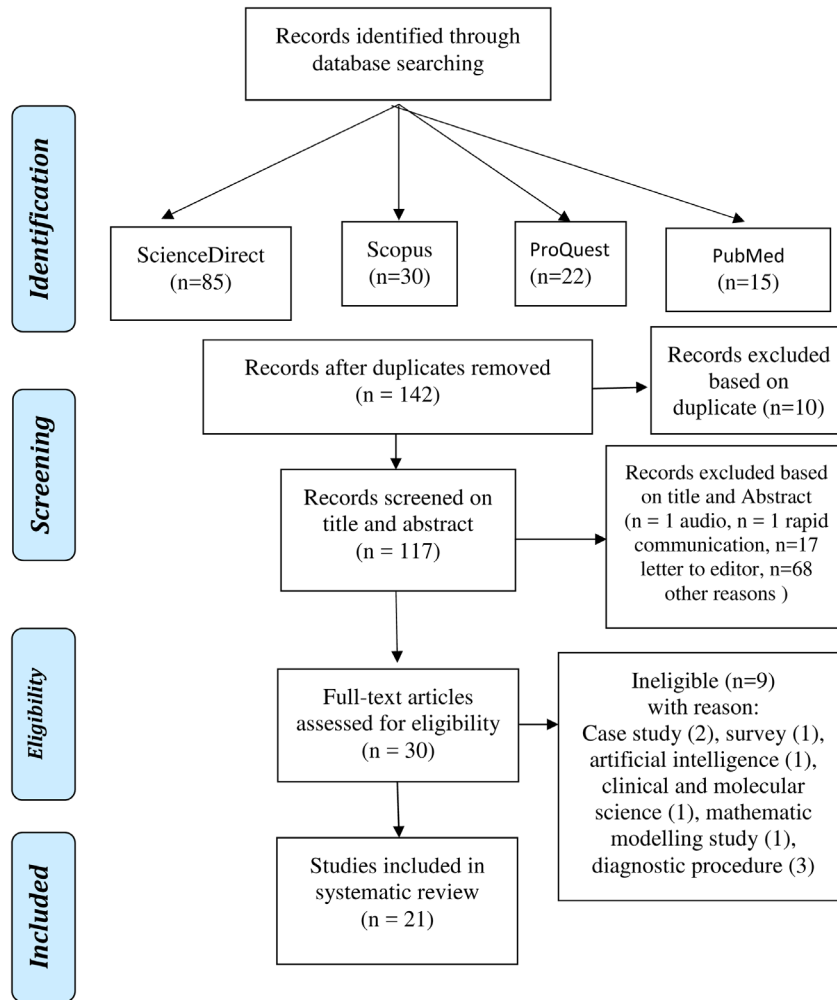 Records identified through
database searching
Identification
ScienceDirect
(n=85)
Scopus
(n=30)
ProQuest
(n=22)
PubMed
(n=15)
Records after duplicates removed
(n = 142)
Records excluded
based on
duplicate (n=10)
Screening
Records screened on
title and abstract
(n = 117)
Records excluded based
on title and Abstract
(n = 1 audio, n = 1 rapid
communication, n=17
letter to editor, n=68
other reasons )
Eligibility
Full-text articles
assessed for eligibility
(n = 30)
Ineligible (n=9)
with reason:
Case study (2), survey (1),
artificial intelligence (1),
clinical and molecular
science (1), mathematic
modelling study (1),
diagnostic procedure (3)
Included
Studies included in
systematic review
(n = 21)